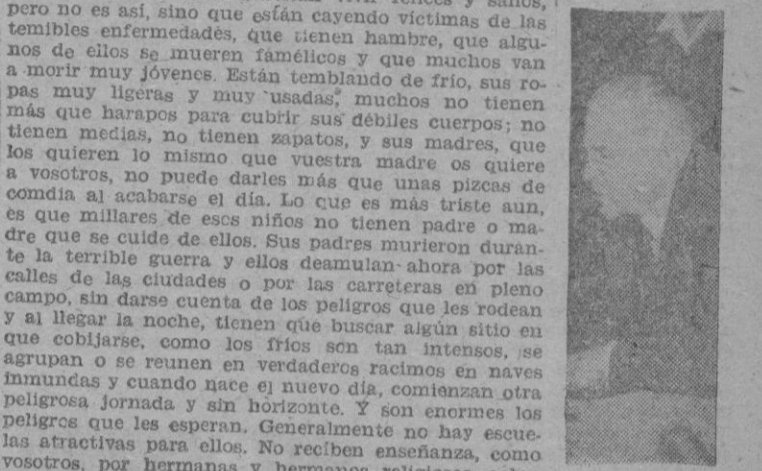 felices y sanos,
pero no es así, sino que están cayendo víctimas de las
temibles enfermedades, que tienen hambre, que algu-
nos de ellos se mueren famélicos y que muchos van
a morir muy jóvenes. Están temblando de frío, sus ro-
pas muy ligeras y muy usadas, muchos no tienen
más que harapos para cubrir sus débiles cuerpos; no
tienen medias, no tienen zapatos, y sus madres, que
los quieren lo mismo que vuestra madre os quiere
a vosotros, no puede darles más que unas pizcas de
comdia al acabarse el día. Lo que es más triste aun,
es que millares de escs niños no tienen padre o ma-
dre que se cuide de ellos. Sus padres murieron duran-
te la terrible guerra y ellos deamulan ahora por las
calles de las ciudades o por las carreteras en pleno
campo, sin darse cuenta de los peligros que les rodean
y al llegar la noche, tienen que buscar algún sitio en
que cobijarse, como los fríos son tan intensos, se
agrupan o se reunen en verdaderos racimos en naves
inmundas y cuando nace el nuevo día, comienzan otra
peligrosa jornada y sin horizonte. Y son enormes los
peligros que les esperan. Generalmente no hay escue-
las atractivas para ellos. No reciben enseñanza, como
vosotros, por hermanas y hermanos